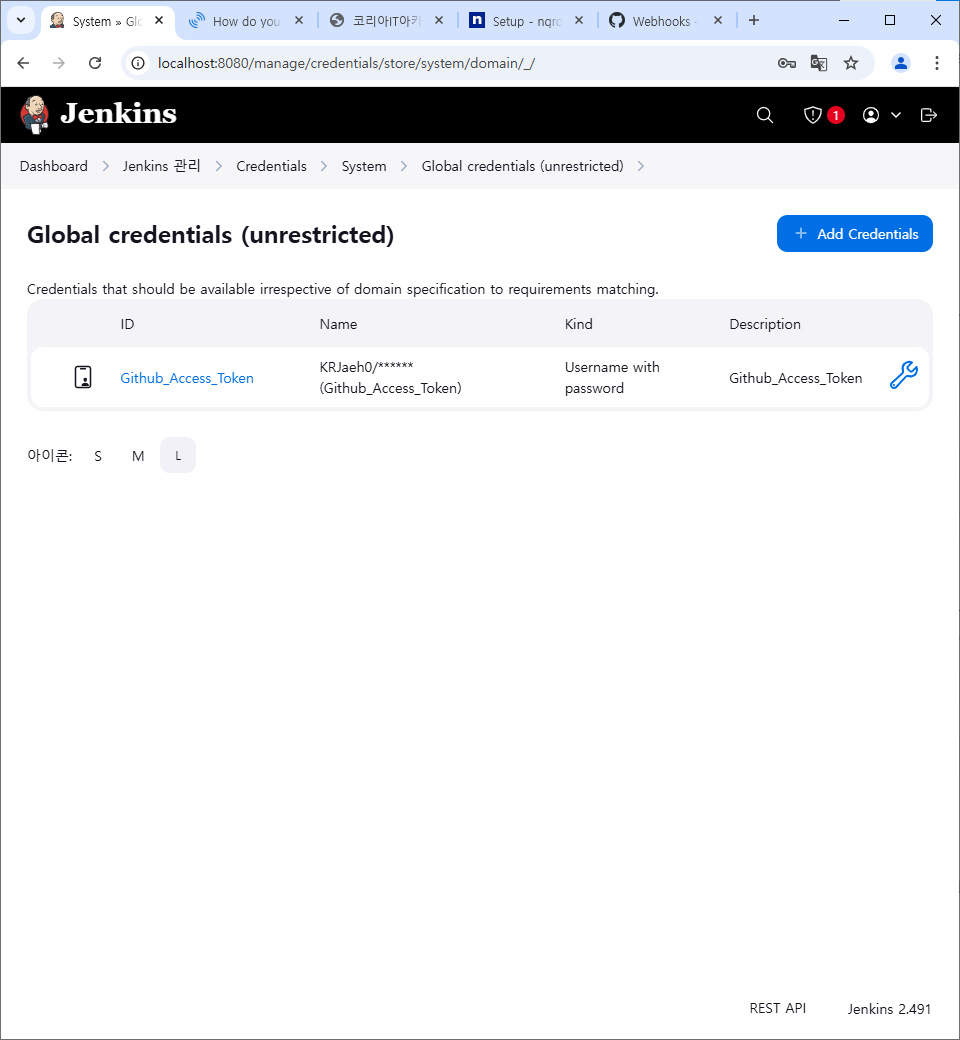 System » Glo
How do you
코리아IT아카
Setup - ngro
Webhooks ·
localhost:8080/manage/credentials/store/system/domain/_/
Jenkins
1
Dashboard
Jenkins 관리
Credentials
System
Global credentials (unrestricted)
Global credentials (unrestricted)
+ Add Credentials
Credentials that should be available irrespective of domain specification to requirements matching.
ID Name Kind Description
Github_Access_Token
KRJaeh0/******
(Github_Access_Token)
Username with
password
Github_Access_Token
아이콘: S M L
REST API
Jenkins 2.491